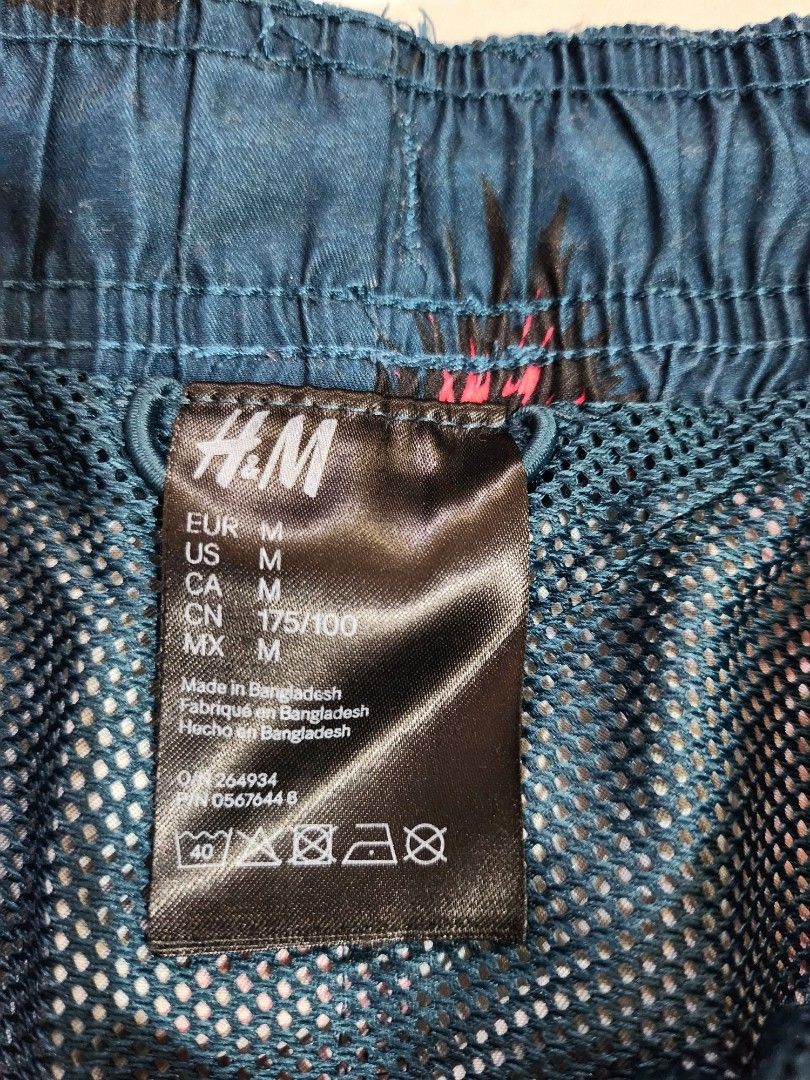 H&M
EUR M
US M
CA M
CN 175/100
MX M
Made in Bangladesh
Fabriqué en Bangladesh
Hecho en Bangladesh
O/N 264934
P/N 0567644 8
40